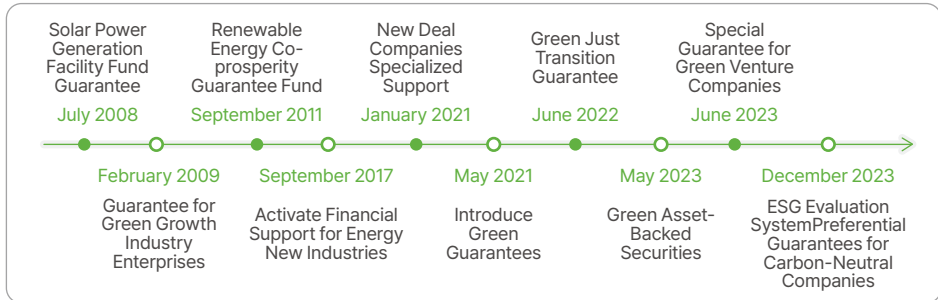 Solar Power
Generation
Facility Fund
Guarantee
July 2008
Renewable
Energy Co-
prosperity
Guarantee Fund
September 2011
New Deal
Companies
Specialized
Support
January 2021
Green Just
Transition
Guarantee
June 2022
Special
Guarantee for
Green Venture
Companies
June 2023
February 2009
Guarantee for
Green Growth
Industry
Enterprises
September 2017
Activate Financial
Support for Energy
New Industries
May 2021
Introduce
Green
Guarantees
May 2023
Green Asset-
Backed
Securities
December 2023
ESG Evaluation
SystemPreferential
Guarantees for
Carbon-Neutral
Companies